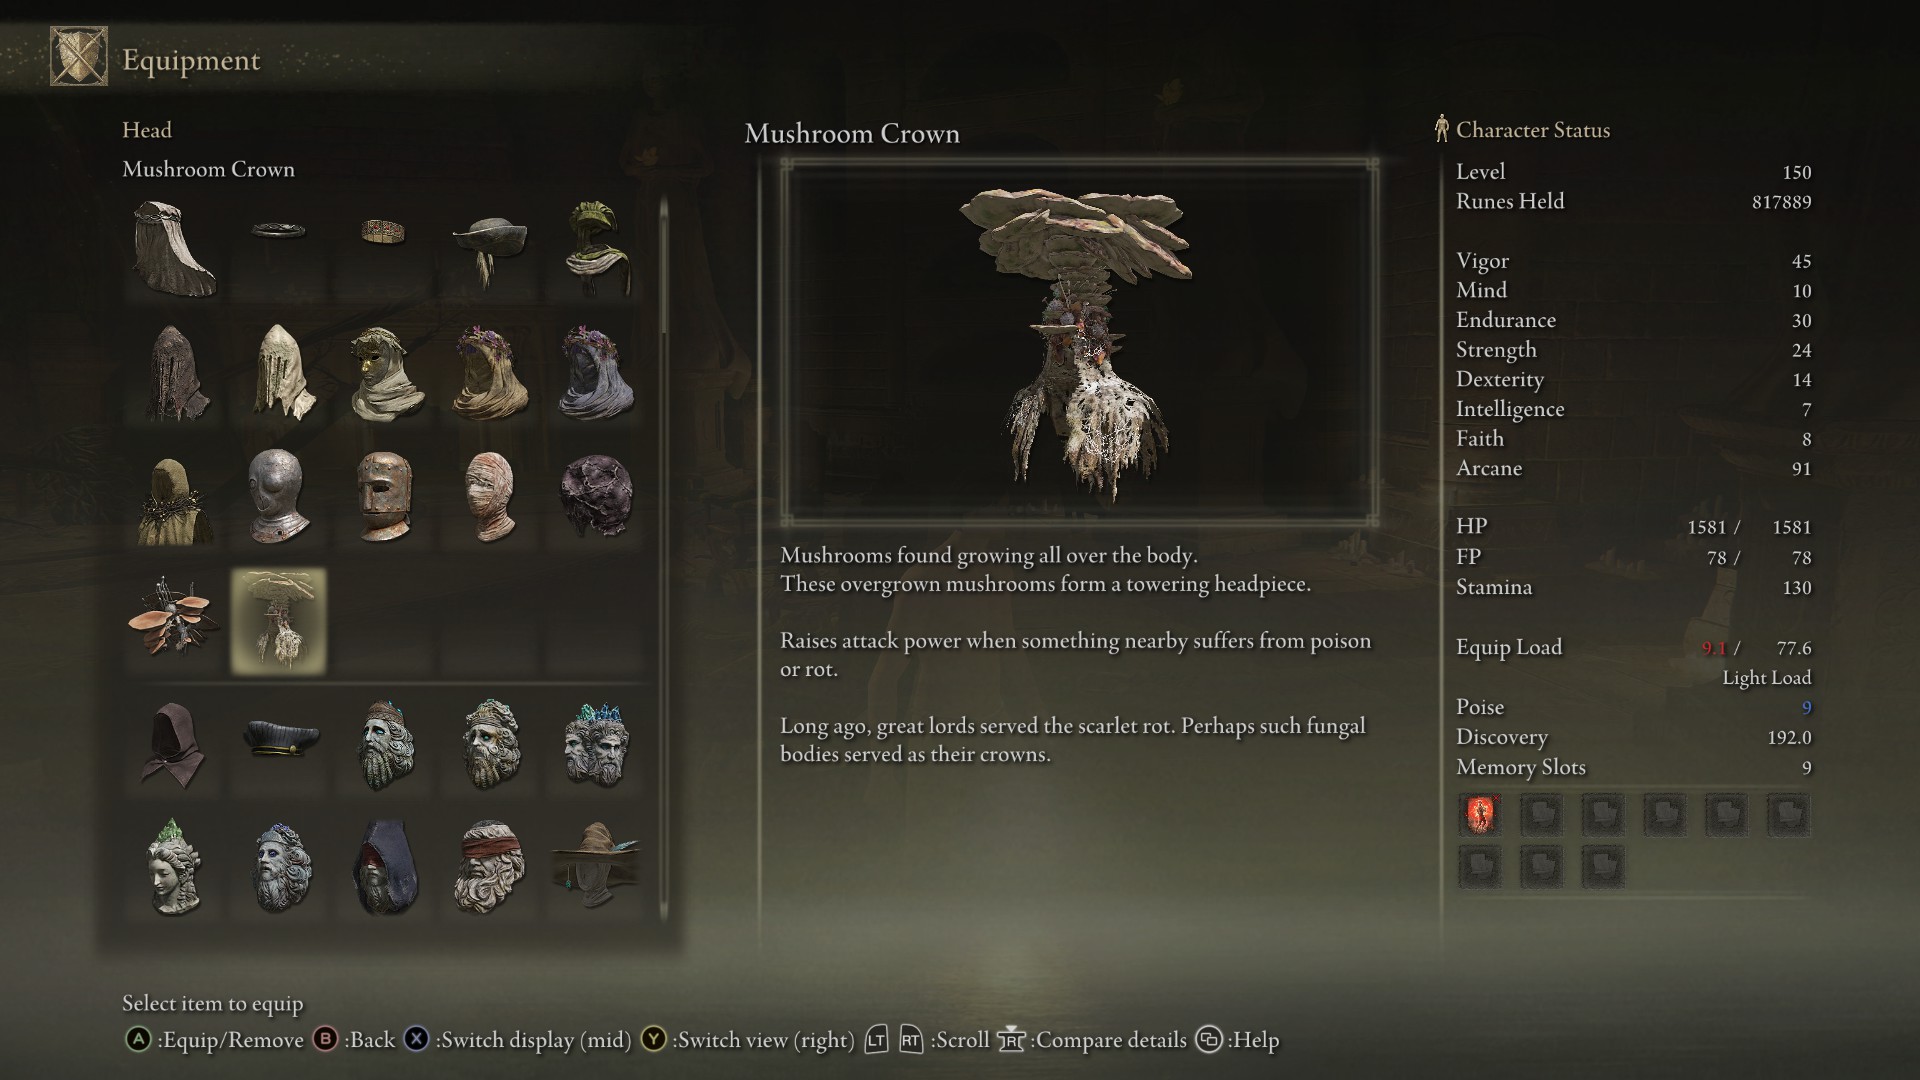 Equipment
Head
Mushroom Crown
Mushroom Crown
Mushrooms found growing all over the body.
These overgrown mushrooms form a towering headpiece.
Raises attack power when something nearby suffers from poison
or rot.
Long ago, great lords served the scarlet rot. Perhaps such fungal
bodies served as their crowns.
Character Status
Level 150
Runes Held 817889
Vigor 45
Mind 10
Endurance 30
Strength 24
Dexterity 14
Intelligence 7
Faith 8
Arcane 91
HP 1581 / 1581
FP 78 / 78
Stamina 130
Equip Load 9.1 / 77.6
Light Load
Poise 9
Discovery 192.0
Memory Slots 9
Select item to equip
A :Equip/Remove B :Back X :Switch display (mid) Y :Switch view (right) LT RT :Scroll R :Compare details :Help